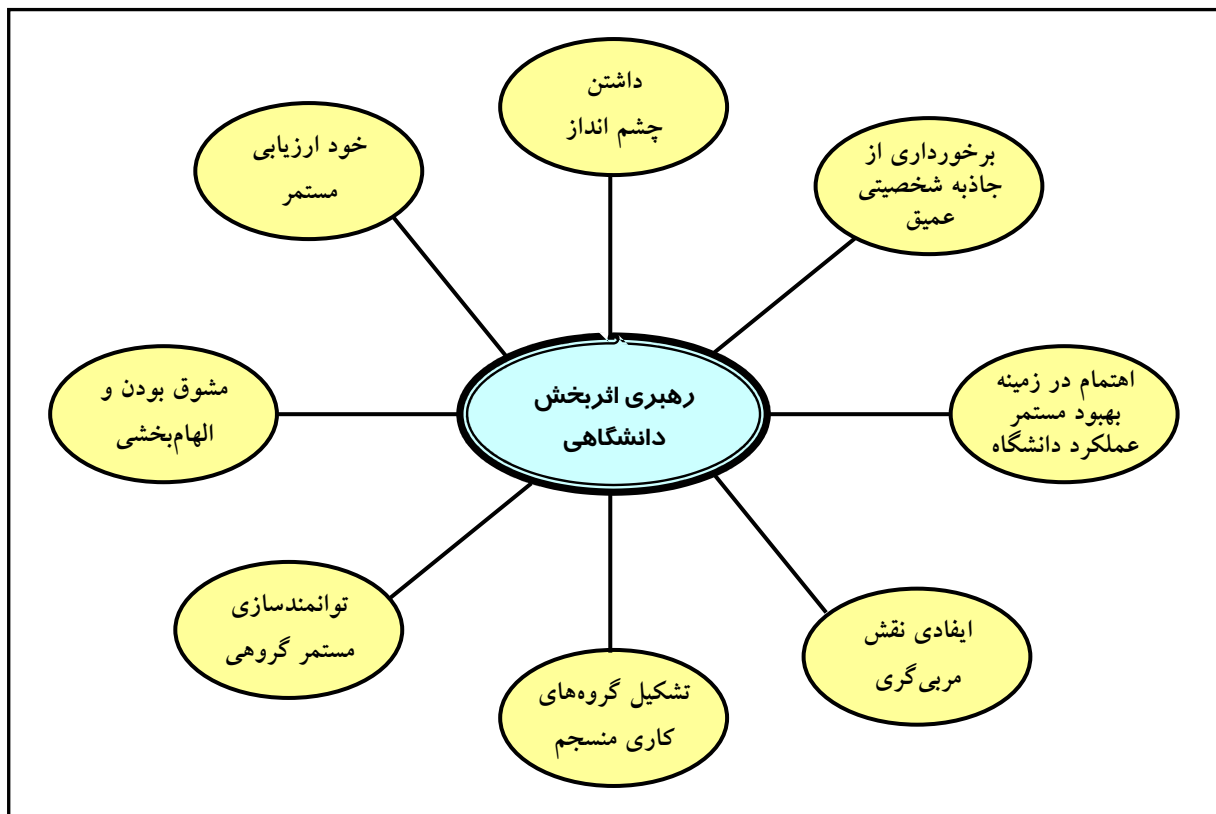 داشتن
چشم انداز
برخورداری از
جاذبه شخصیتی
عمیق
خود ارزیابی
مستمر
اهتمام در زمینه
بهبود مستمر
عملکرد دانشگاه
رهبری اثربخش
دانشگاهی
مشوق بودن و
الهام‌بخشی
ایفادی نقش
مربی‌گری
توانمندسازی
مستمر گروهی
تشکیل گروه‌های
کاری منسجم